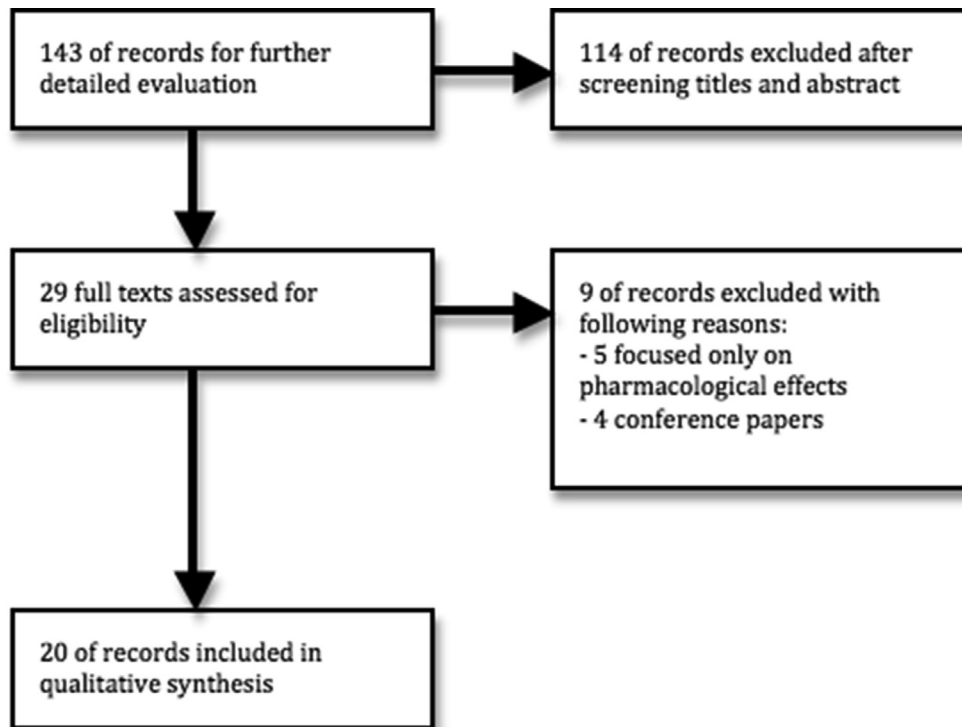 143 of records for further
detailed evaluation
114 of records excluded after
screening titles and abstract
29 full texts assessed for
eligibility
9 of records excluded with
following reasons:
- 5 focused only on
pharmacological effects
- 4 conference papers
20 of records included in
qualitative synthesis